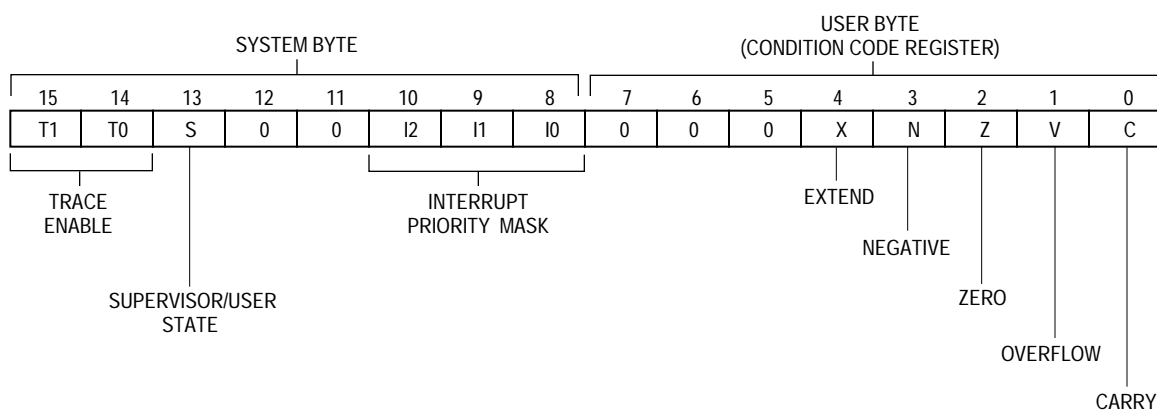 USER BYTE
SYSTEM BYTE
(CONDITION CODE REGISTER)
15 14 13 12 11 10 9 8 7 6 5 4 3 2 1 0
T1 T0 S 0 0 I2 I1 I0 0 0 0 X N Z V C
TRACE
ENABLE
INTERRUPT
PRIORITY MASK
EXTEND
NEGATIVE
SUPERVISOR/USER
STATE
ZERO
OVERFLOW
CARRY